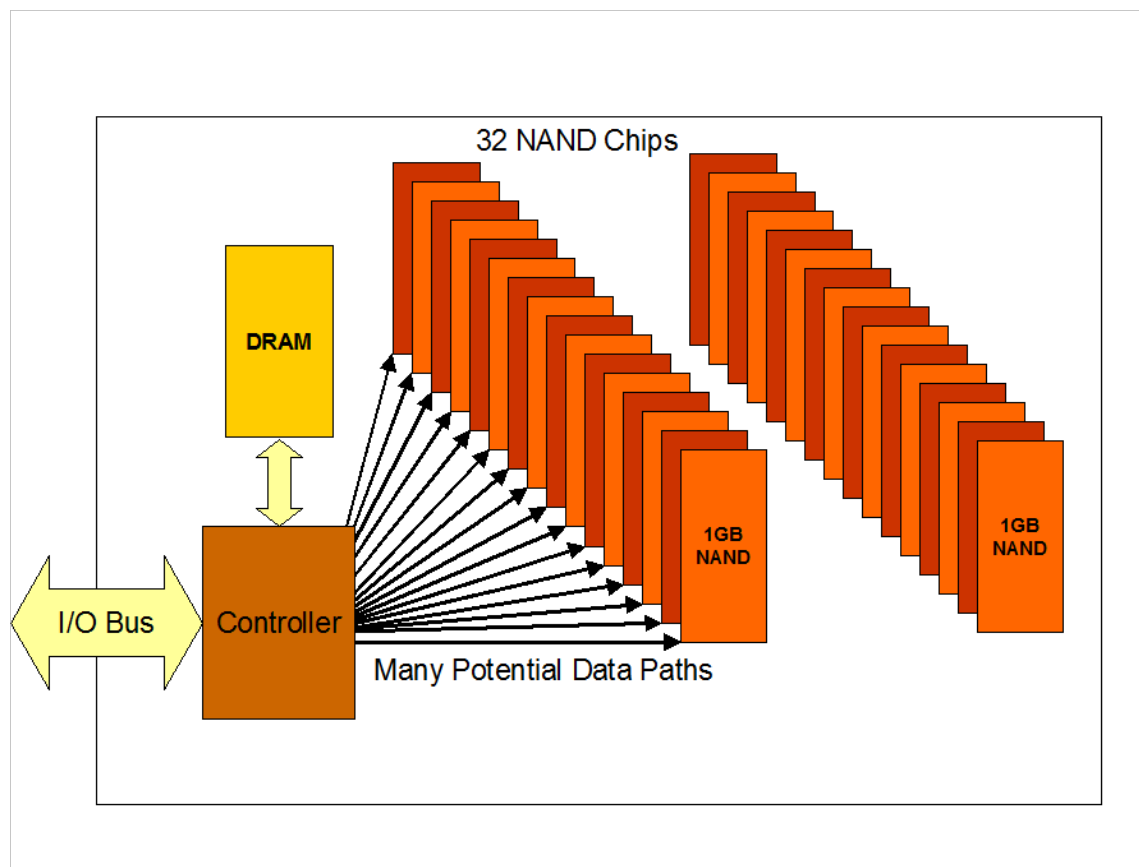 32 NAND Chips
DRAM
1GB
NAND
1GB
NAND
I/O Bus
Controller
Many Potential Data Paths